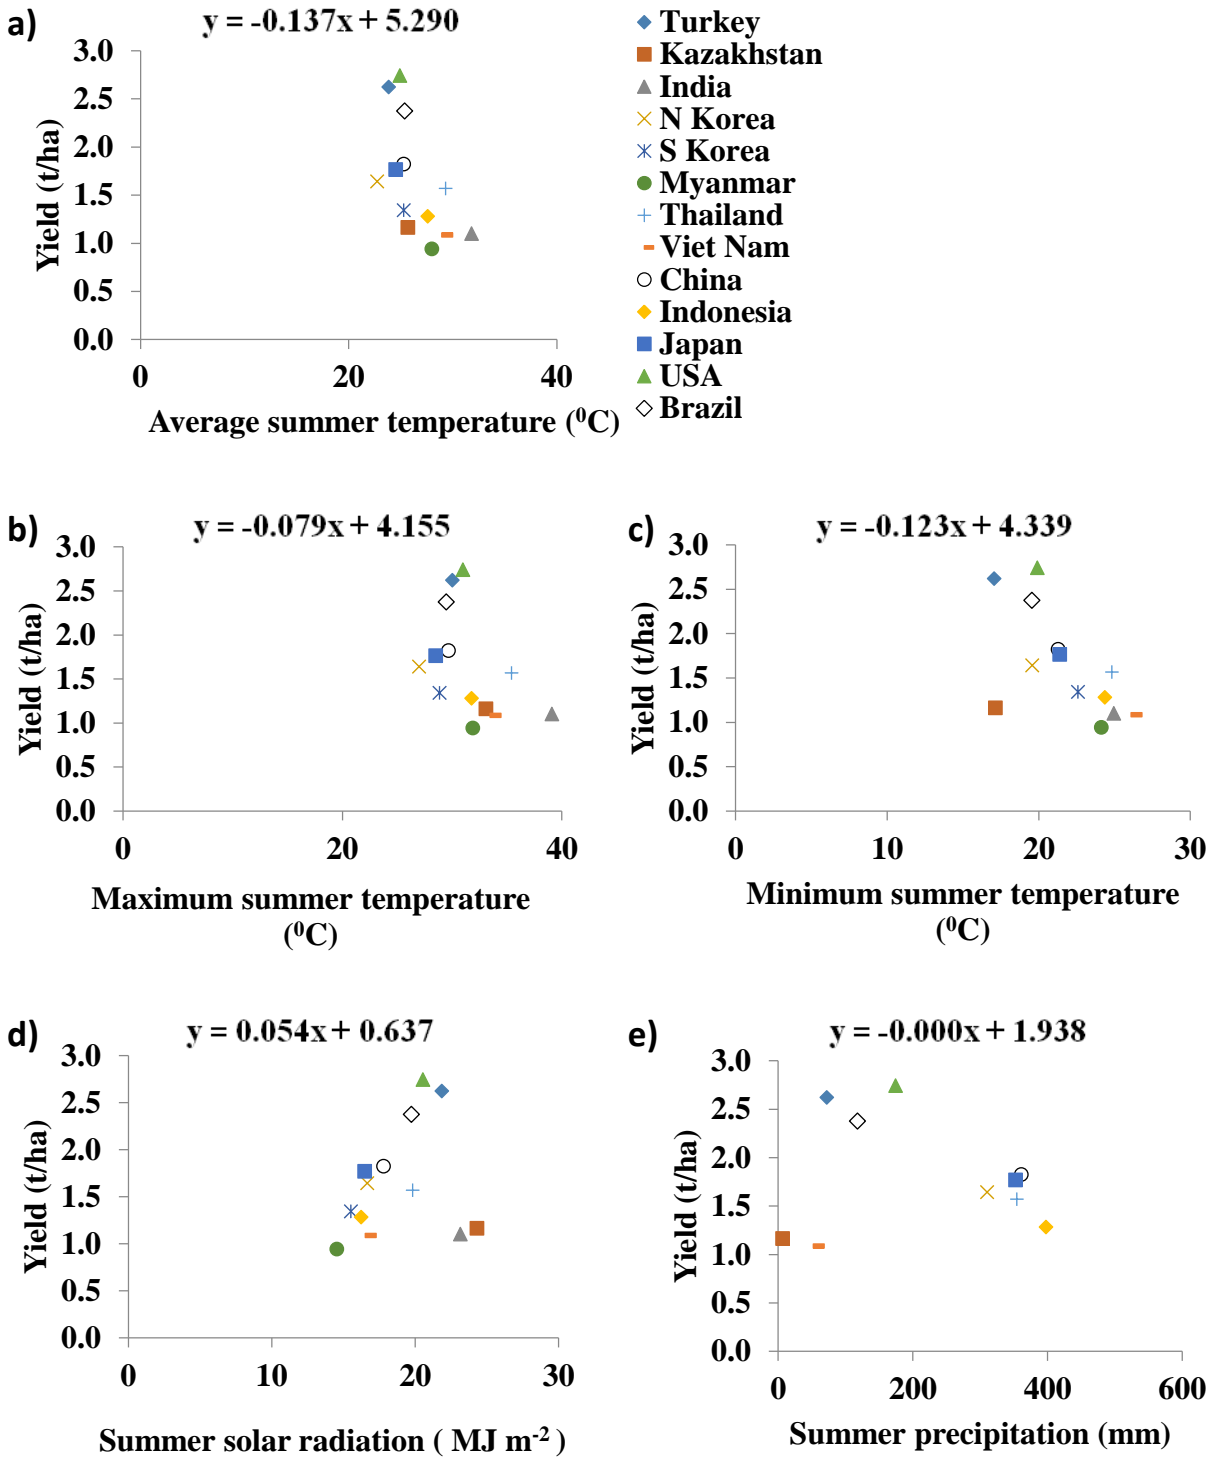 a)
y = -0.137x + 5.290
3.0
2.5
2.0
1.5
1.0
0.5
0.0
Yield (t/ha)
0 20 40
Average summer temperature (⁰C)
Turkey
Kazakhstan
India
N Korea
S Korea
Myanmar
Thailand
Viet Nam
China
Indonesia
Japan
USA
Brazil
b)
y = -0.079x + 4.155
3.0
2.5
2.0
1.5
1.0
0.5
0.0
Yield (t/ha)
0 20 40
Maximum summer temperature
(⁰C)
c)
y = -0.123x + 4.339
3.0
2.5
2.0
1.5
1.0
0.5
0.0
Yield (t/ha)
0 10 20 30
Minimum summer temperature
(⁰C)
d)
y = 0.054x + 0.637
3.0
2.5
2.0
1.5
1.0
0.5
0.0
Yield (t/ha)
0 10 20 30
Summer solar radiation ( MJ m⁻² )
e)
y = -0.000x + 1.938
3.0
2.5
2.0
1.5
1.0
0.5
0.0
Yield (t/ha)
0 200 400 600
Summer precipitation (mm)